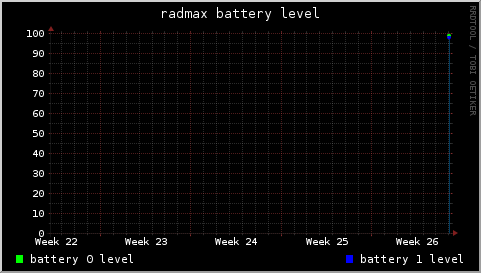 radmax battery level
RRDTOOL / TOBI OETIKER
100
90
80
70
60
50
40
30
20
10
0
Week 22 Week 23 Week 24 Week 25 Week 26
battery 0 level battery 1 level